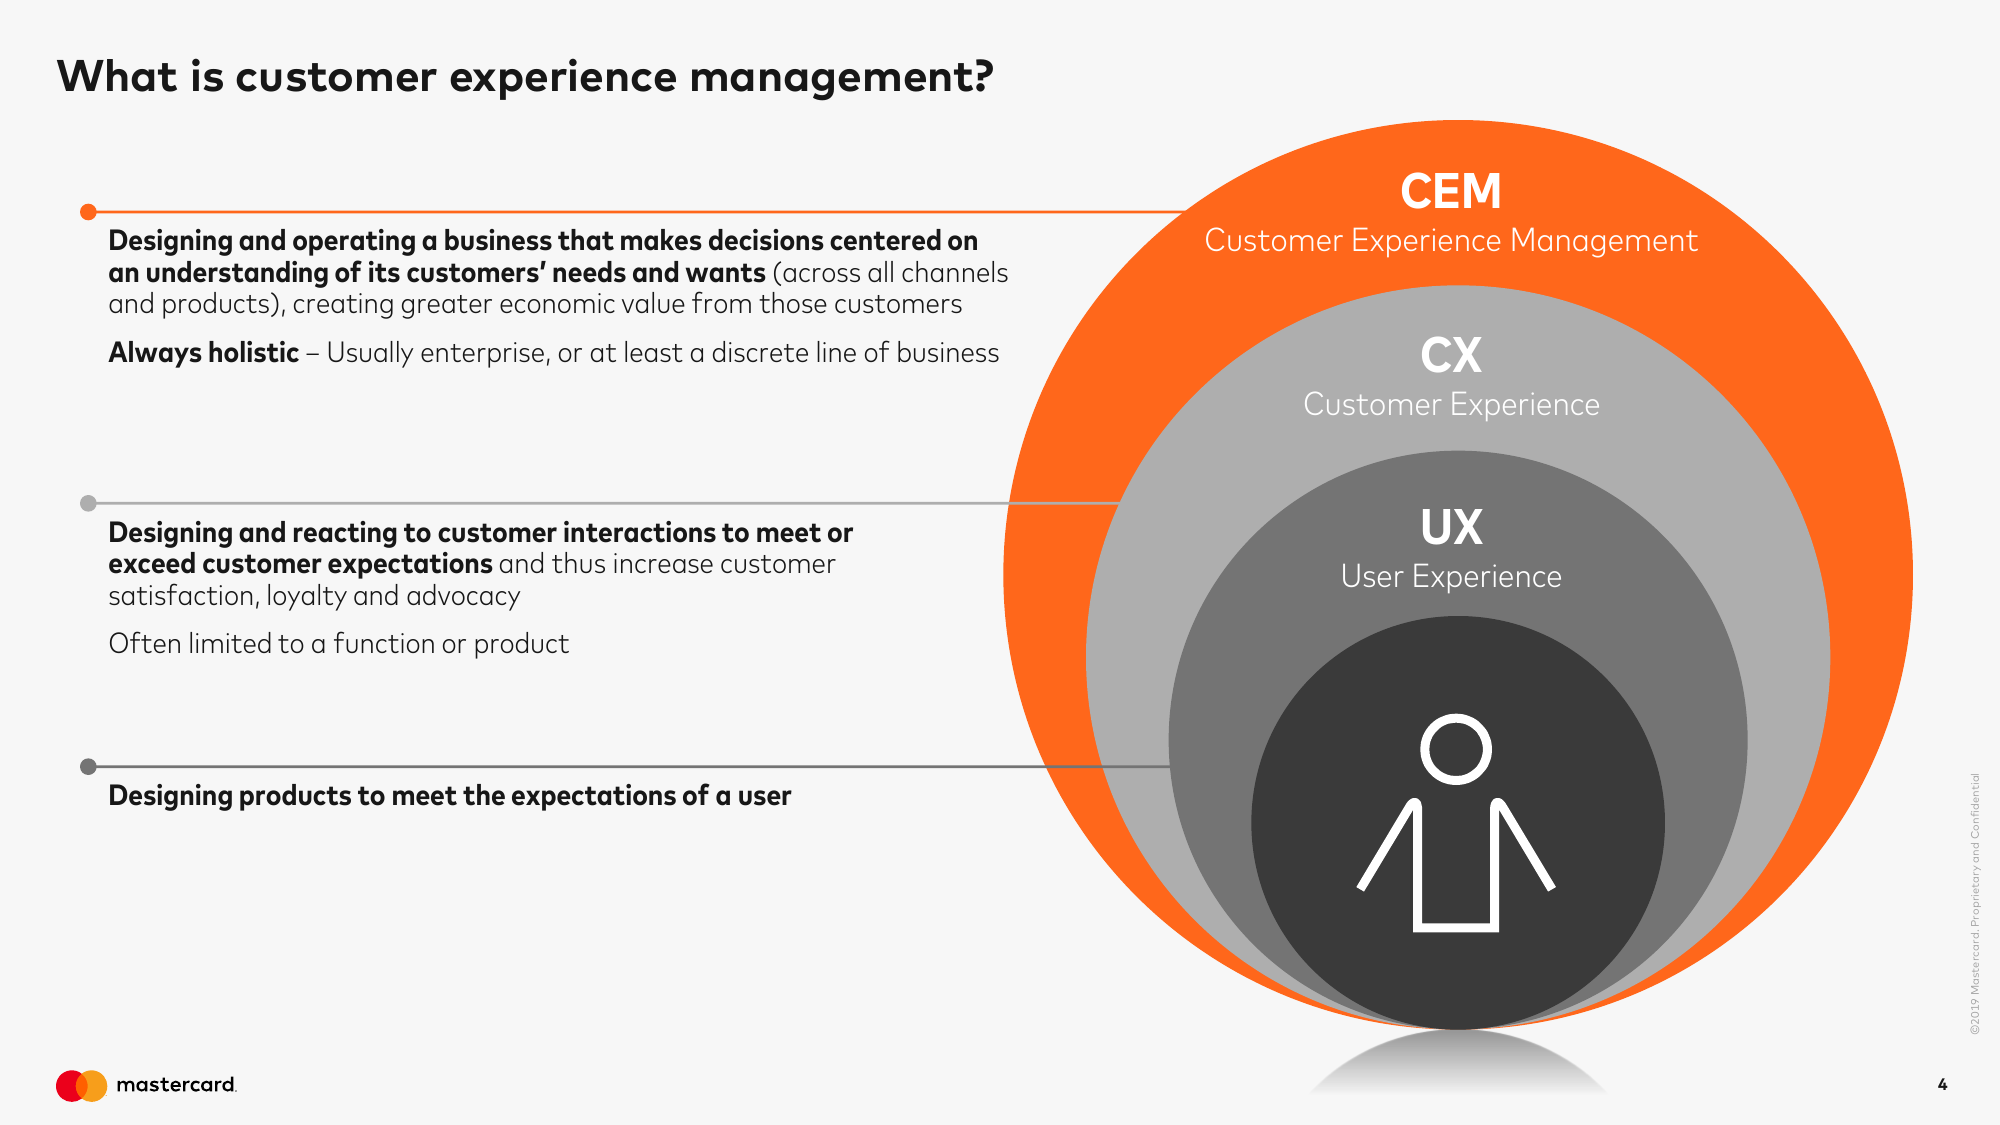 What is customer experience management?
Designing and operating a business that makes decisions centered on
an understanding of its customers’ needs and wants (across all channels
and products), creating greater economic value from those customers
Always holistic – Usually enterprise, or at least a discrete line of business
Designing and reacting to customer interactions to meet or
exceed customer expectations and thus increase customer
satisfaction, loyalty and advocacy
Often limited to a function or product
Designing products to meet the expectations of a user
CEM
Customer Experience Management
CX
Customer Experience
UX
User Experience
©2019 Mastercard. Proprietary and Confidential
mastercard.
4